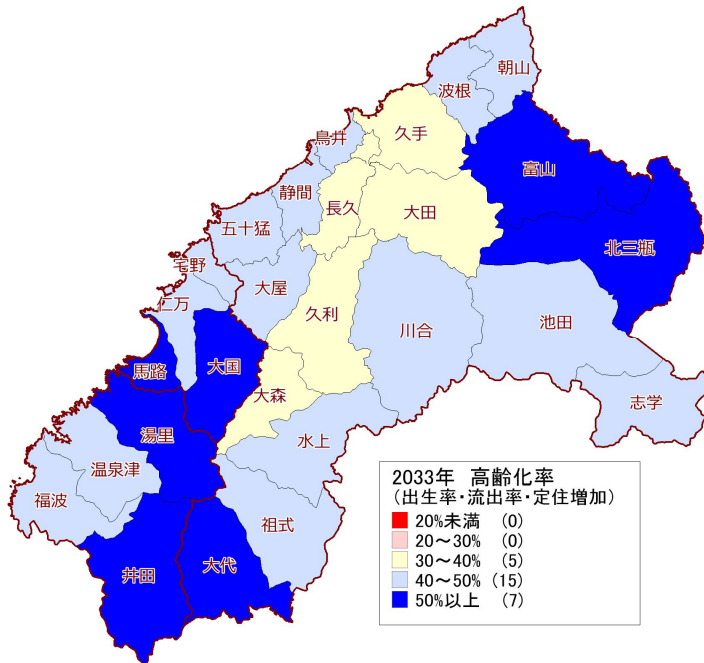 朝山
波根
久手
鳥井
富山
静間
長久
大田
五十猛
北三瓶
宅野
大屋
仁万
久利
川合
池田
馬路
大国
大森
志学
湯里
水上
温泉津
福波
祖式
井田
大代
2033年 高齢化率
(出生率・流出率・定住増加)
20%未満 (0)
20~30% (0)
30~40% (5)
40~50% (15)
50%以上 (7)